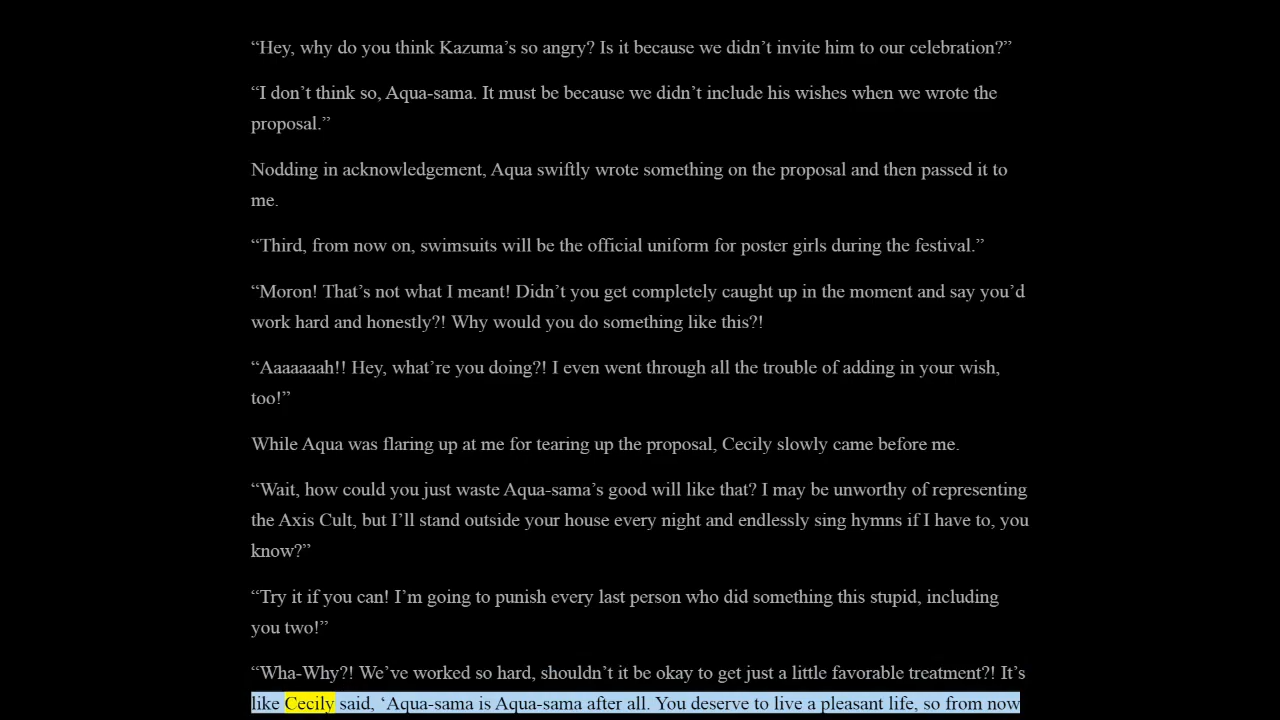 “Hey, why do you think Kazuma’s so angry? Is it because we didn’t invite him to our celebration?”
“I don’t think so, Aqua-sama. It must be because we didn’t include his wishes when we wrote the
proposal.”
Nodding in acknowledgement, Aqua swiftly wrote something on the proposal and then passed it to
me.
“Third, from now on, swimsuits will be the official uniform for poster girls during the festival.”
“Moron! That’s not what I meant! Didn’t you get completely caught up in the moment and say you’d
work hard and honestly?! Why would you do something like this?!
“Aaaaaaah!! Hey, what’re you doing?! I even went through all the trouble of adding in your wish,
too!”
While Aqua was flaring up at me for tearing up the proposal, Cecily slowly came before me.
“Wait, how could you just waste Aqua-sama’s good will like that? I may be unworthy of representing
the Axis Cult, but I’ll stand outside your house every night and endlessly sing hymns if I have to, you
know?”
“Try it if you can! I’m going to punish every last person who did something this stupid, including
you two!”
“Wha-Why?! We’ve worked so hard, shouldn’t it be okay to get just a little favorable treatment?! It’s
like Cecily said, ‘Aqua-sama is Aqua-sama after all. You deserve to live a pleasant life, so from now